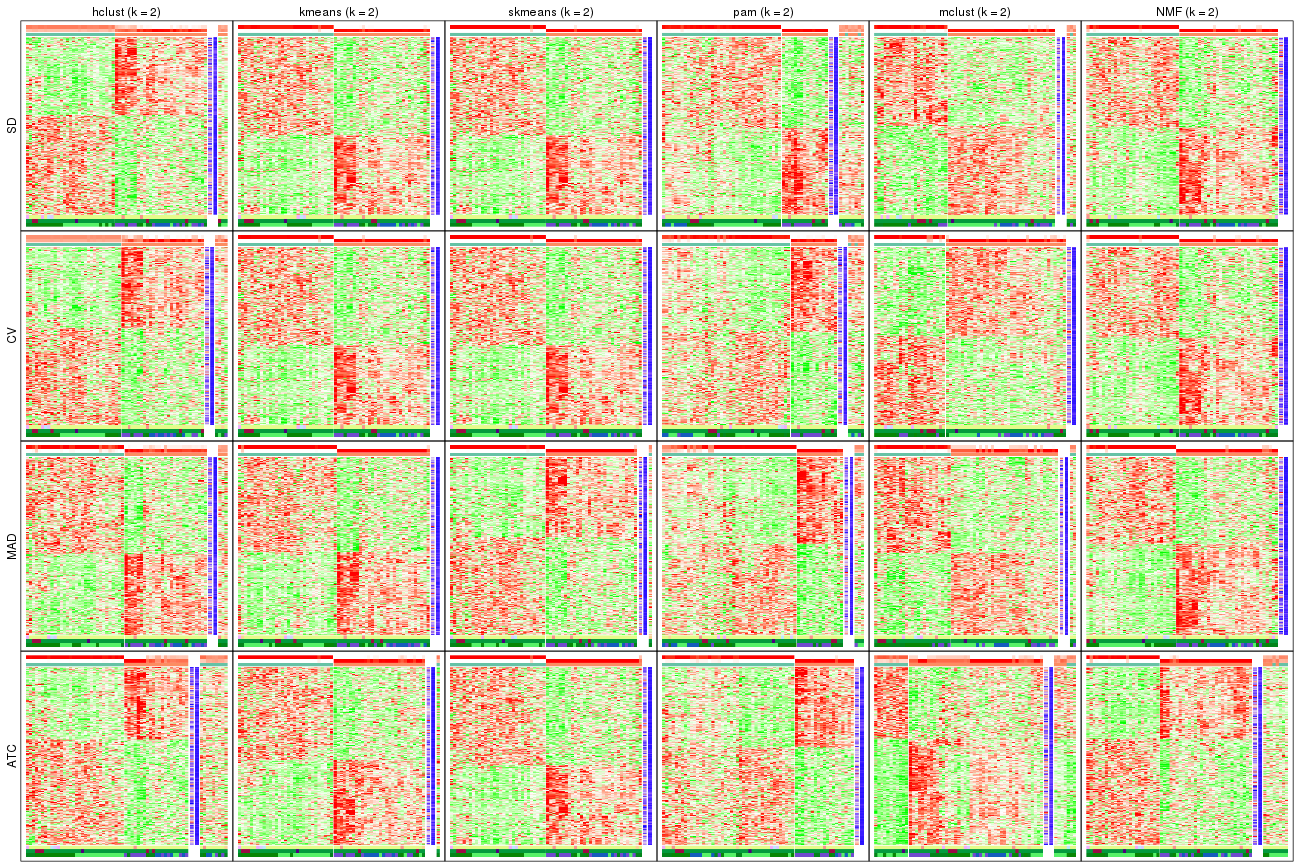 hclust (k = 2) kmeans (k = 2) skmeans (k = 2) pam (k = 2) mclust (k = 2) NMF (k = 2)
SD
CV
MAD
ATC